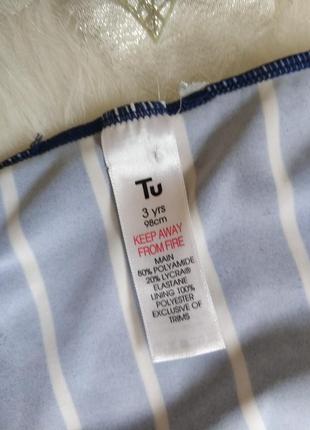 Tu
3 yrs
98cm
KEEP AWAY
FROM FIRE
MAIN
80% POLYAMIDE
20% LYCRA®
ELASTANE
LINING 100%
POLYESTER
EXCLUSIVE OF
TRIMS